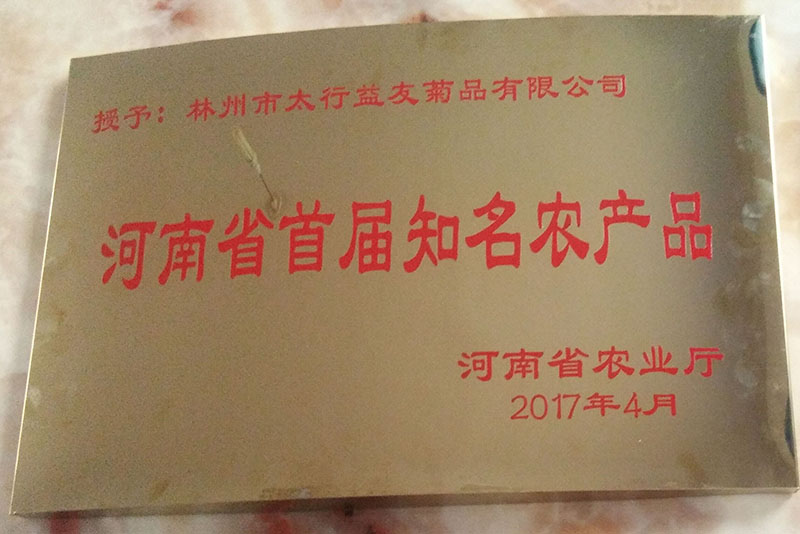 授予：林州市太行益友菊品有限公司
河南省首届知名农产品
河南省农业厅
2017年4月